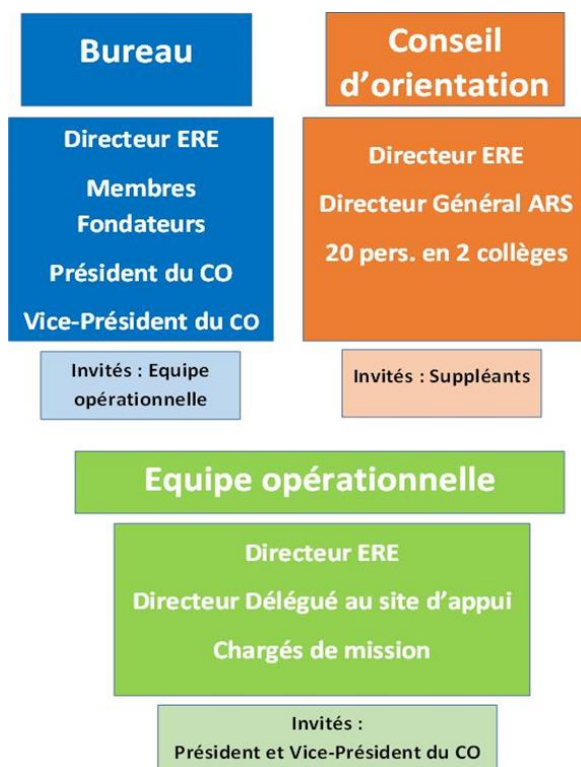 Bureau
Directeur ERE
Membres
Fondateurs
Président du CO
Vice-Président du CO
Invités : Equipe
opérationnelle
Conseil
d'orientation
Directeur ERE
Directeur Général ARS
20 pers. en 2 collèges
Invités : Suppléants
Equipe opérationnelle
Directeur ERE
Directeur Délégué au site d'appui
Chargés de mission
Invités :
Président et Vice-Président du CO